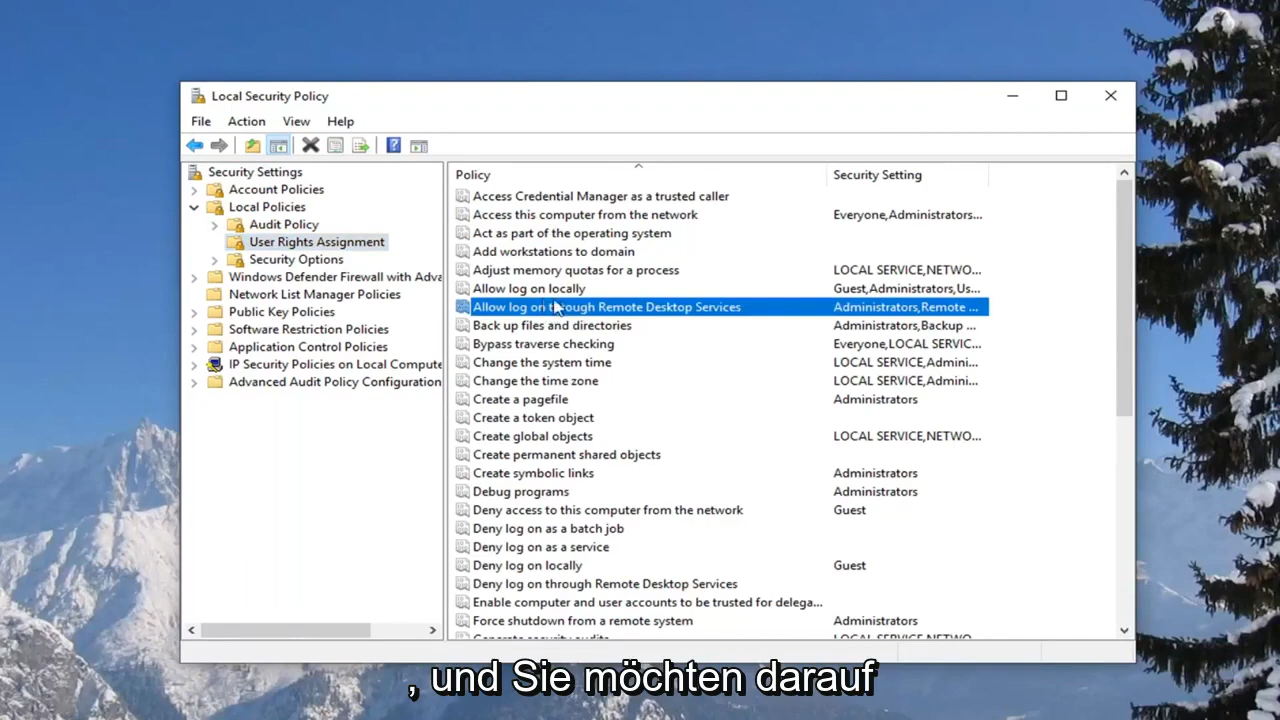 Local Security Policy
File Action View Help
Security Settings
Account Policies
Local Policies
Audit Policy
User Rights Assignment
Security Options
Windows Defender Firewall with Adva
Network List Manager Policies
Public Key Policies
Software Restriction Policies
Application Control Policies
IP Security Policies on Local Compute
Advanced Audit Policy Configuration
Policy Security Setting
Access Credential Manager as a trusted caller
Access this computer from the network Everyone,Administrators...
Act as part of the operating system
Add workstations to domain
Adjust memory quotas for a process LOCAL SERVICE,NETWO...
Allow log on locally Guest,Administrators,Us...
Allow log on through Remote Desktop Services Administrators,Remote ...
Back up files and directories Administrators,Backup ...
Bypass traverse checking Everyone,LOCAL SERVIC...
Change the system time LOCAL SERVICE,Admini...
Change the time zone LOCAL SERVICE,Admini...
Create a pagefile Administrators
Create a token object
Create global objects LOCAL SERVICE,NETWO...
Create permanent shared objects
Create symbolic links Administrators
Debug programs Administrators
Deny access to this computer from the network Guest
Deny log on as a batch job
Deny log on as a service
Deny log on locally Guest
Deny log on through Remote Desktop Services
Enable computer and user accounts to be trusted for delega...
Force shutdown from a remote system Administrators
Generate security audits LOCAL SERVICE,NETWO...
, und Sie möchten darauf